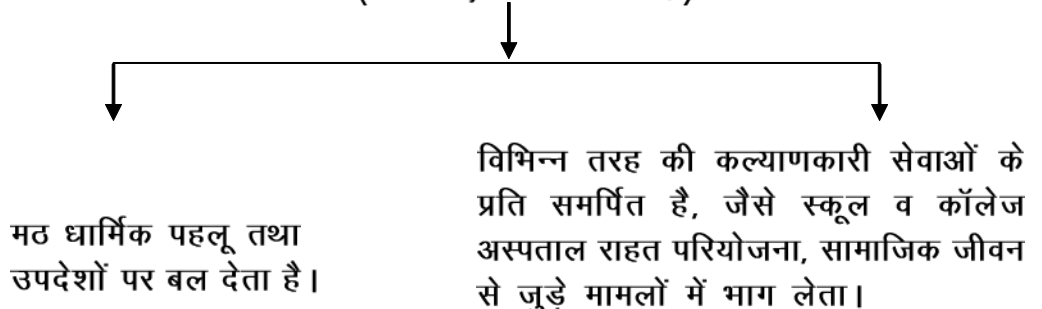 मठ धार्मिक पहलू तथा
उपदेशों पर बल देता है।
विभिन्न तरह की कल्याणकारी सेवाओं के
प्रति समर्पित है, जैसे स्कूल व कॉलेज
अस्पताल राहत परियोजना, सामाजिक जीवन
से जुड़े मामलों में भाग लेता।